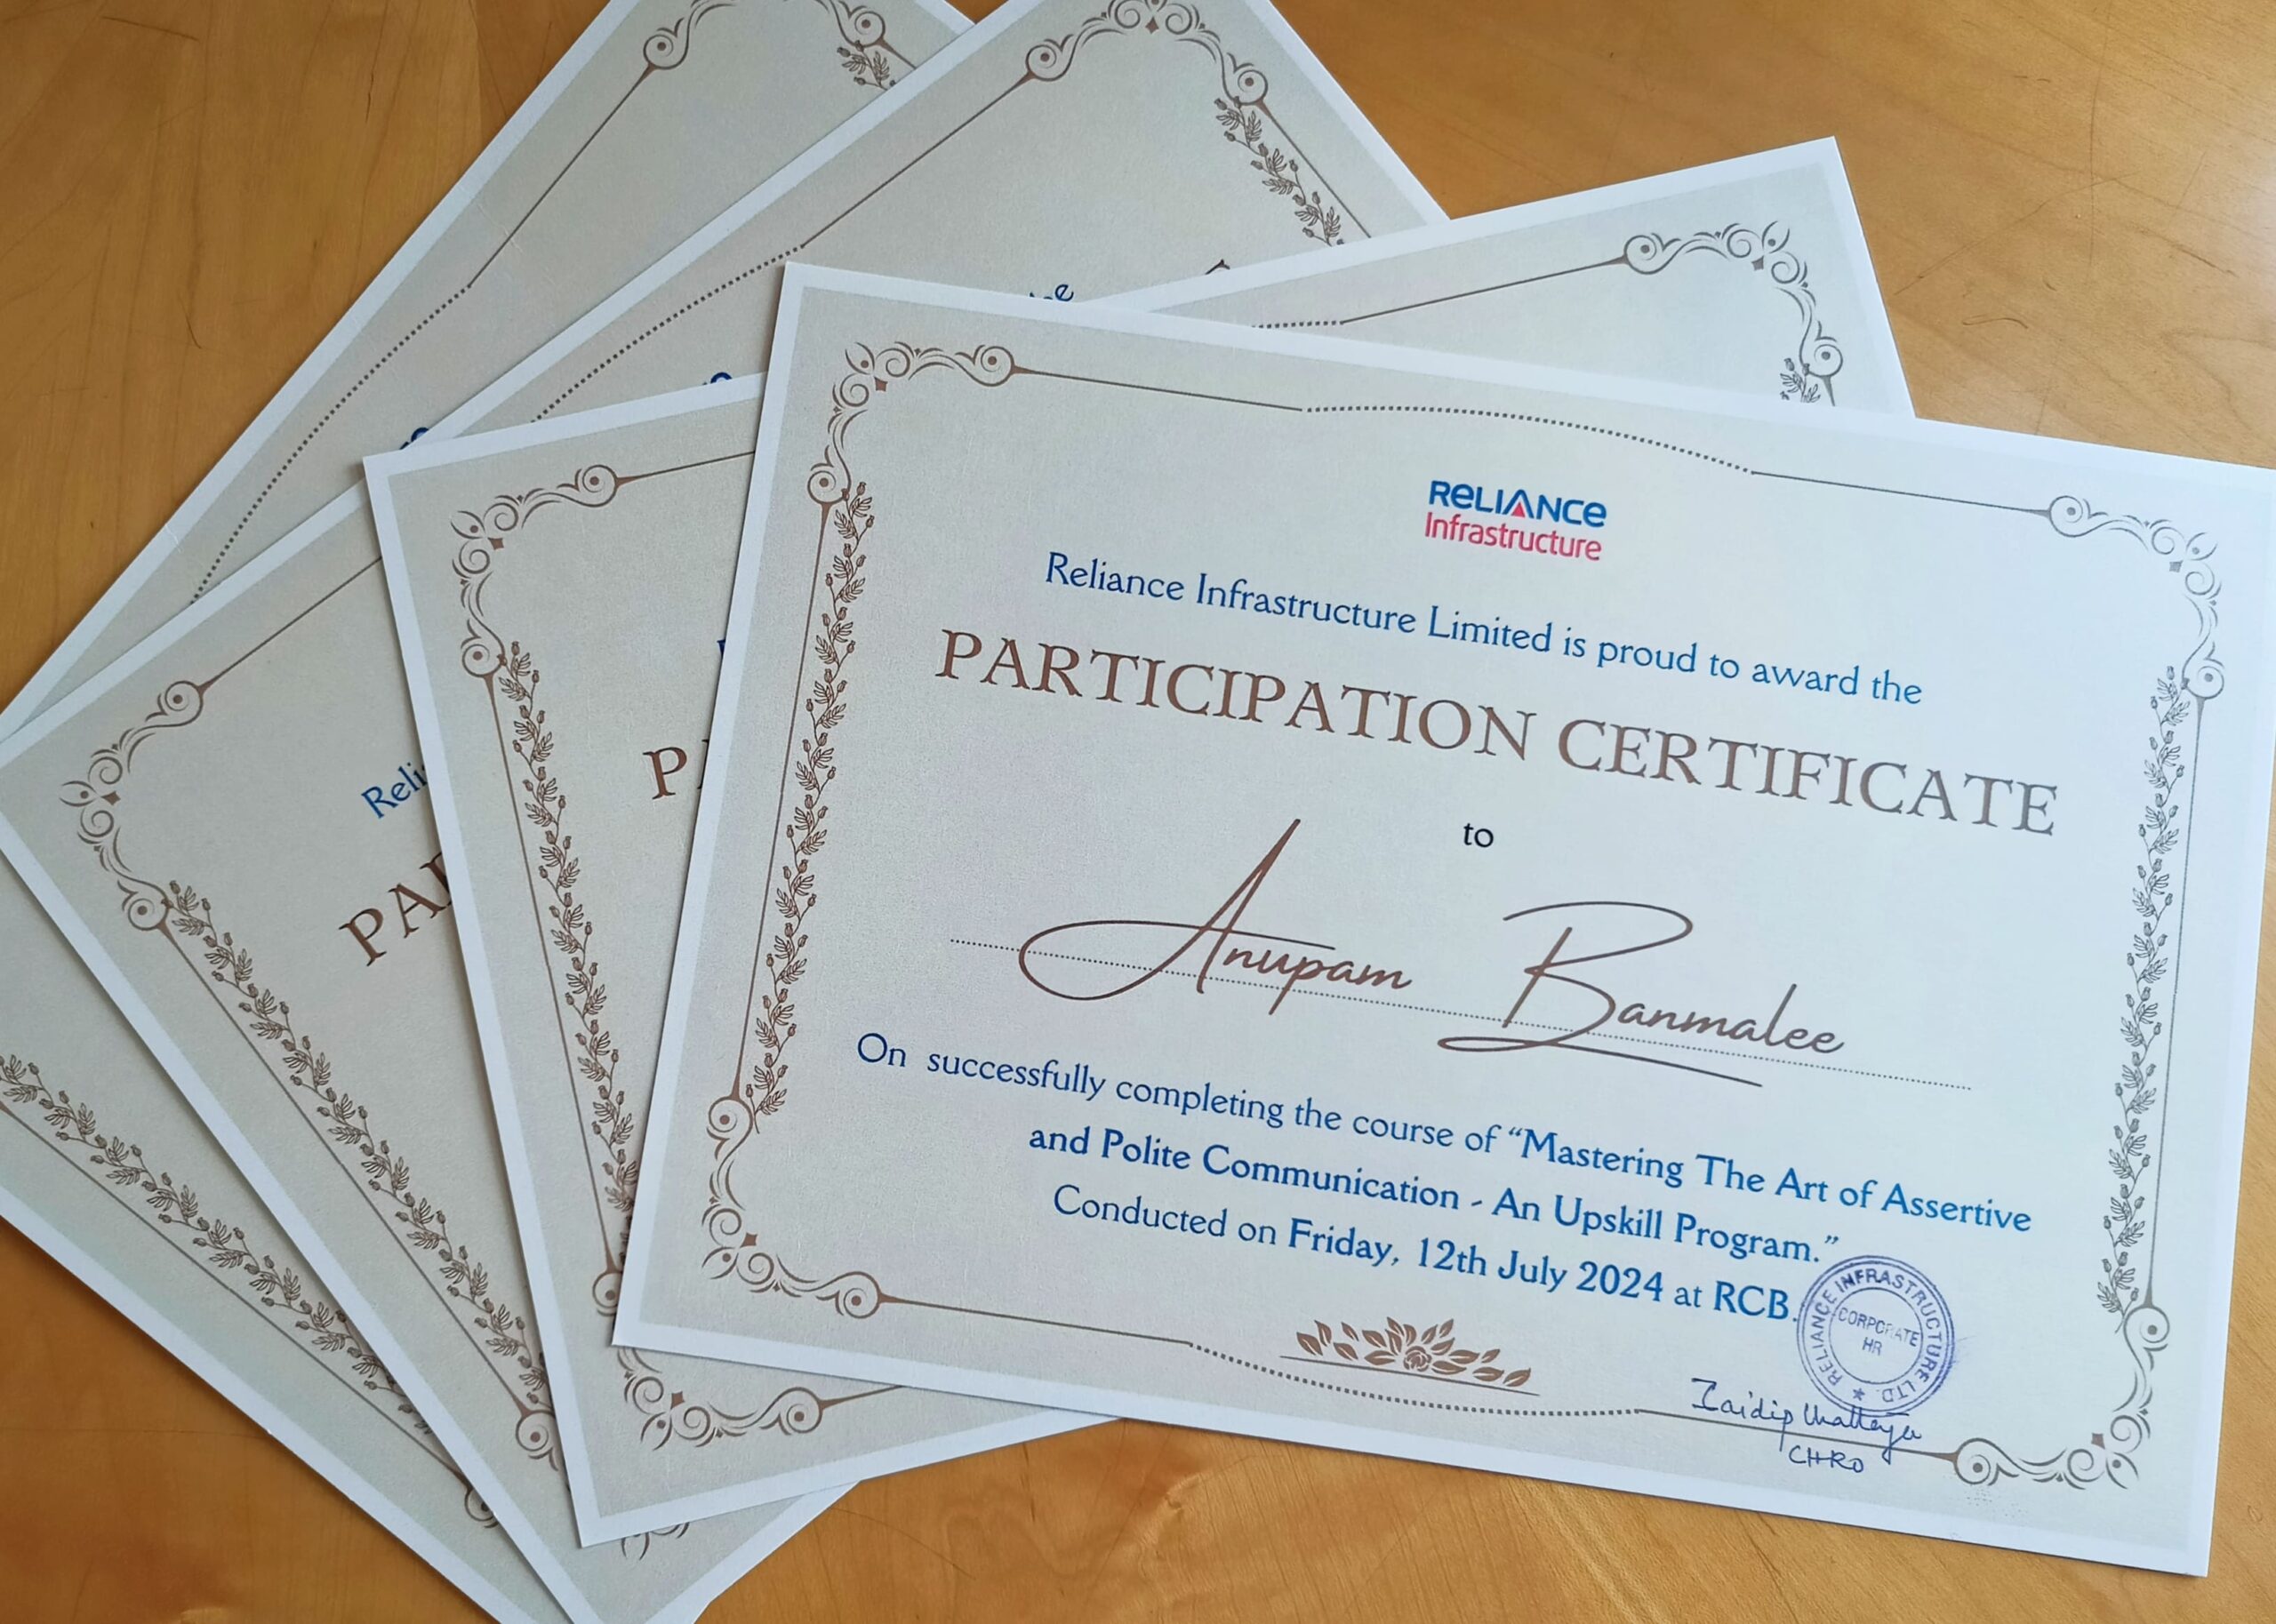 RELIANCE
Infrastructure
Reliance Infrastructure Limited is proud to award the
PARTICIPATION CERTIFICATE
to
Anupam Banmalee
On successfully completing the course of “Mastering The Art of Assertive
and Polite Communication - An Upskill Program.”
Conducted on Friday, 12th July 2024 at RCB.
RELIANCE INFRASTRUCTURE LTD.
CORPORATE
HR
CHRO